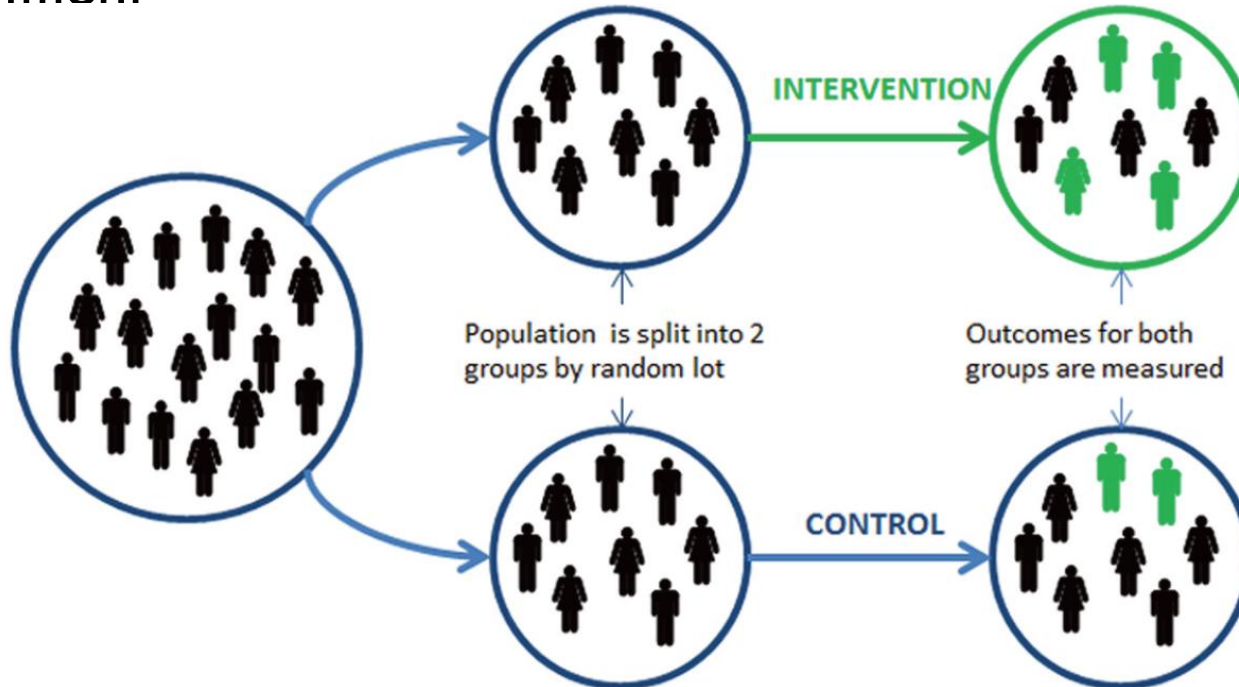 INTERVENTION
Population is split into 2
groups by random lot
Outcomes for both
groups are measured
CONTROL